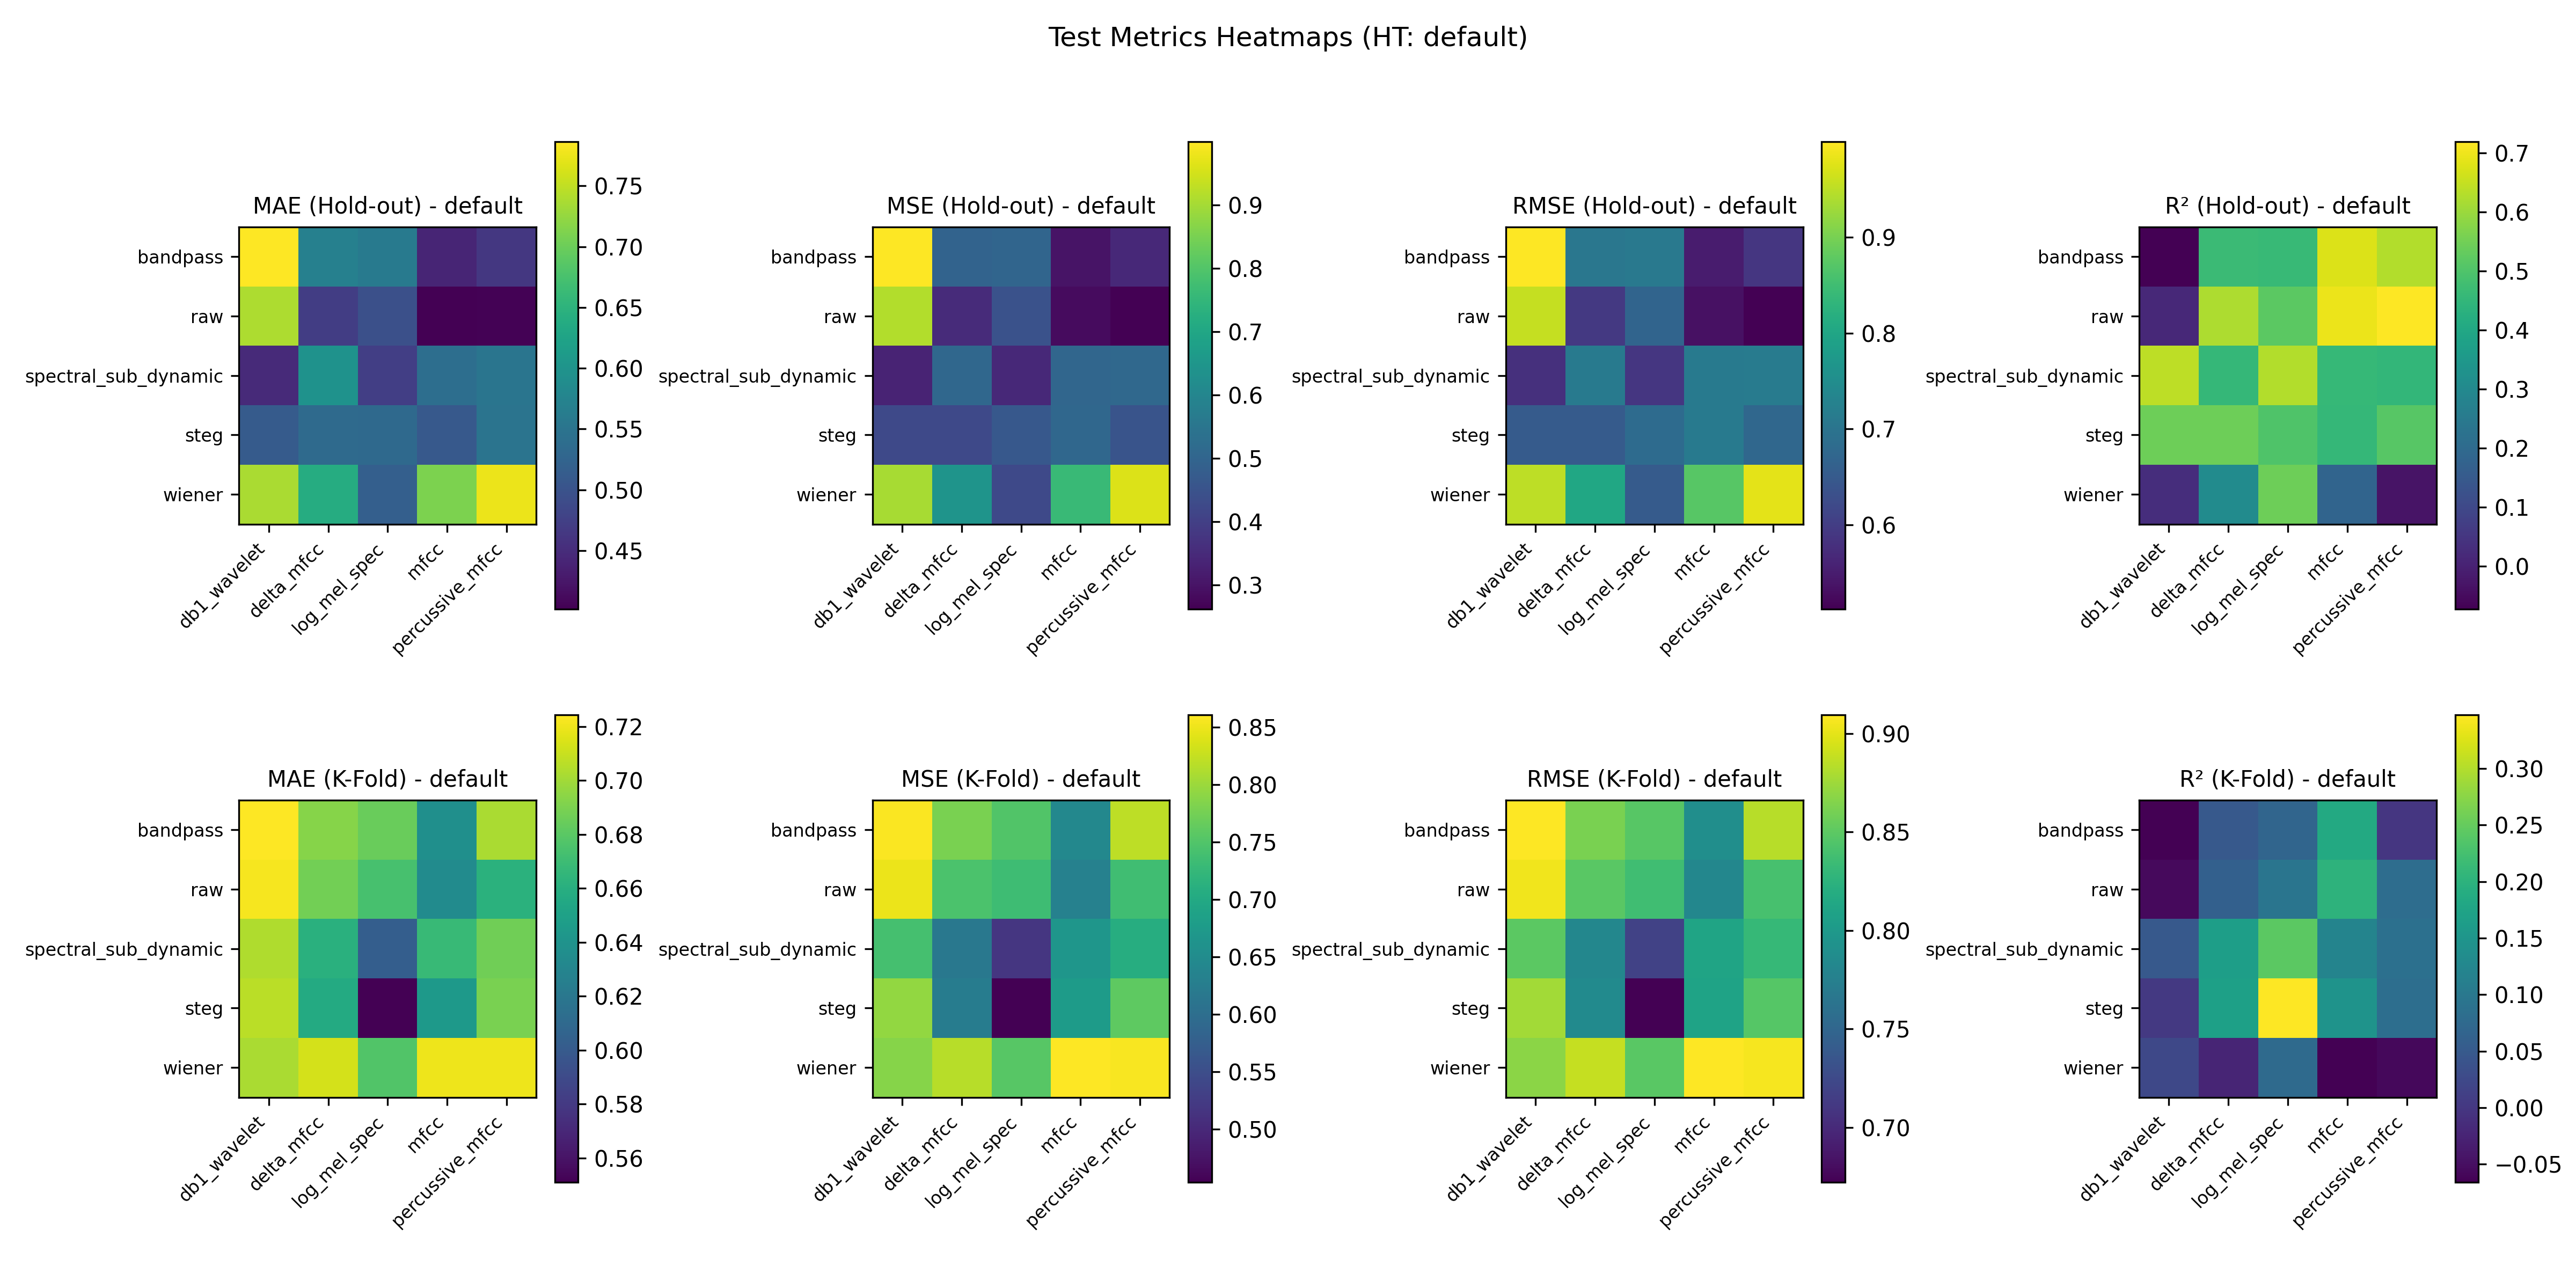 Test Metrics Heatmaps (HT: default)
MAE (Hold-out) - default
bandpass
raw
spectral_sub_dynamic
steg
wiener
db1_wavelet
delta_mfcc
log_mel_spec
mfcc
percussive_mfcc
0.75
0.70
0.65
0.60
0.55
0.50
0.45
MSE (Hold-out) - default
bandpass
raw
spectral_sub_dynamic
steg
wiener
db1_wavelet
delta_mfcc
log_mel_spec
mfcc
percussive_mfcc
0.9
0.8
0.7
0.6
0.5
0.4
0.3
RMSE (Hold-out) - default
bandpass
raw
spectral_sub_dynamic
steg
wiener
db1_wavelet
delta_mfcc
log_mel_spec
mfcc
percussive_mfcc
0.9
0.8
0.7
0.6
R² (Hold-out) - default
bandpass
raw
spectral_sub_dynamic
steg
wiener
db1_wavelet
delta_mfcc
log_mel_spec
mfcc
percussive_mfcc
0.7
0.6
0.5
0.4
0.3
0.2
0.1
0.0
MAE (K-Fold) - default
bandpass
raw
spectral_sub_dynamic
steg
wiener
db1_wavelet
delta_mfcc
log_mel_spec
mfcc
percussive_mfcc
0.72
0.70
0.68
0.66
0.64
0.62
0.60
0.58
0.56
MSE (K-Fold) - default
bandpass
raw
spectral_sub_dynamic
steg
wiener
db1_wavelet
delta_mfcc
log_mel_spec
mfcc
percussive_mfcc
0.85
0.80
0.75
0.70
0.65
0.60
0.55
0.50
RMSE (K-Fold) - default
bandpass
raw
spectral_sub_dynamic
steg
wiener
db1_wavelet
delta_mfcc
log_mel_spec
mfcc
percussive_mfcc
0.90
0.85
0.80
0.75
0.70
R² (K-Fold) - default
bandpass
raw
spectral_sub_dynamic
steg
wiener
db1_wavelet
delta_mfcc
log_mel_spec
mfcc
percussive_mfcc
0.30
0.25
0.20
0.15
0.10
0.05
0.00
−0.05